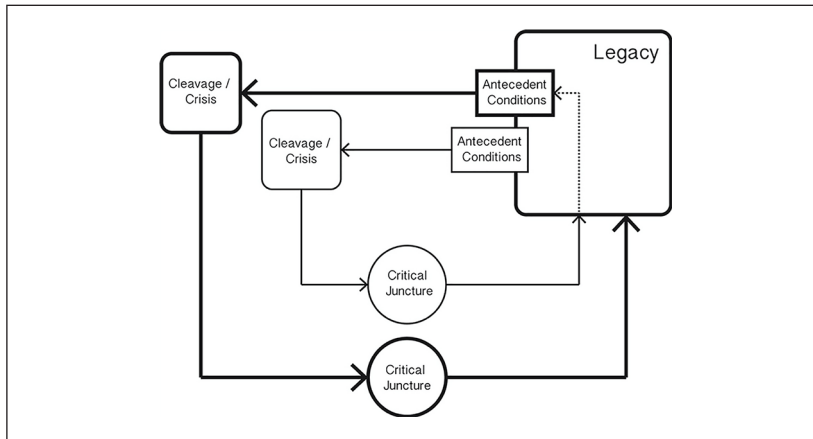 Legacy
Cleavage /
Crisis
Antecedent
Conditions
Cleavage /
Crisis
Antecedent
Conditions
Critical
Juncture
Critical
Juncture